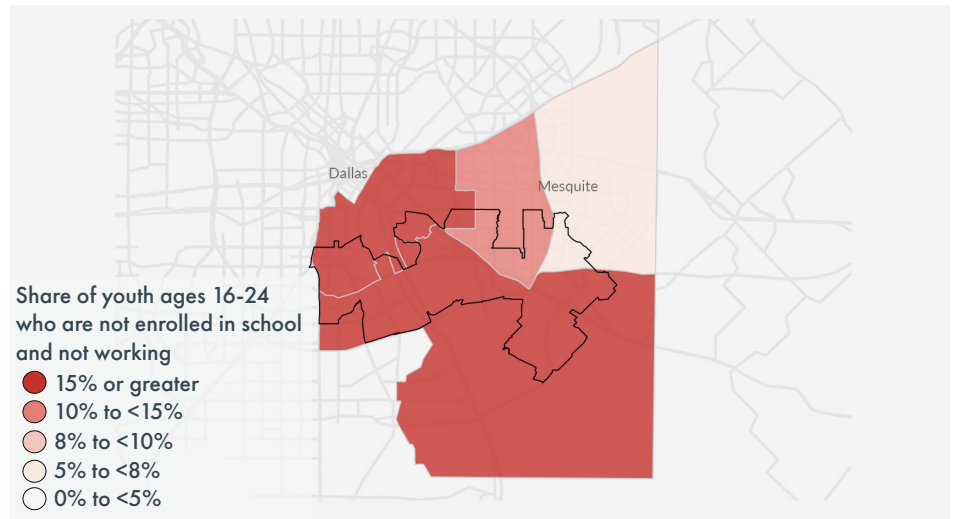 Dallas
Mesquite
Share of youth ages 16-24
who are not enrolled in school
and not working
15% or greater
10% to <15%
8% to <10%
5% to <8%
0% to <5%